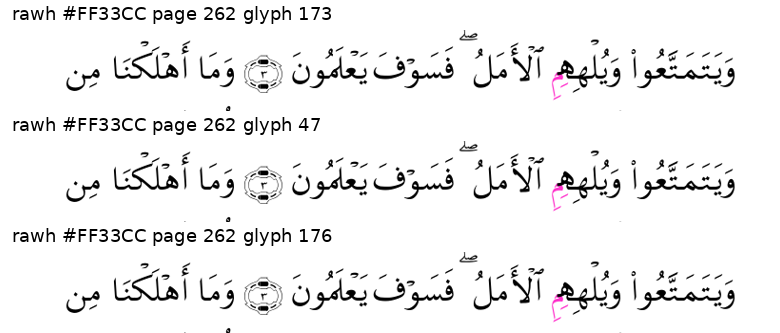 rawh #FF33CC page 262 glyph 173
وَيَتَمَتَّعُوا۟ وَيُلْهِهِمِ ٱلْأَمَلُ ۖ فَسَوْفَ يَعْلَمُونَ ٣ وَمَآ أَهْلَكْنَا مِن
rawh #FF33CC page 262 glyph 47
وَيَتَمَتَّعُوا۟ وَيُلْهِهِمِ ٱلْأَمَلُ ۖ فَسَوْفَ يَعْلَمُونَ ٣ وَمَآ أَهْلَكْنَا مِن
rawh #FF33CC page 262 glyph 176
وَيَتَمَتَّعُوا۟ وَيُلْهِهِمِ ٱلْأَمَلُ ۖ فَسَوْفَ يَعْلَمُونَ ٣ وَمَآ أَهْلَكْنَا مِن